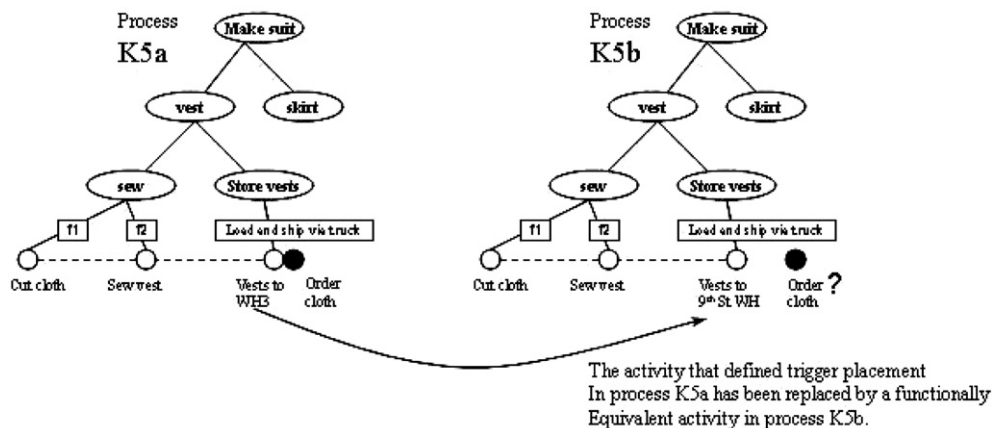 Process
K5a
Make suit
vest
skirt
sew
Store vests
f1
f2
Load and ship via truck
Cut cloth
Sew vest
Vests to
WH3
Order
cloth
Process
K5b
Make suit
vest
skirt
sew
Store vests
f1
f2
Load and ship via truck
Cut cloth
Sew vest
Vests to
9th St. WH
Order ?
cloth
The activity that defined trigger placement
In process K5a has been replaced by a functionally
Equivalent activity in process K5b.